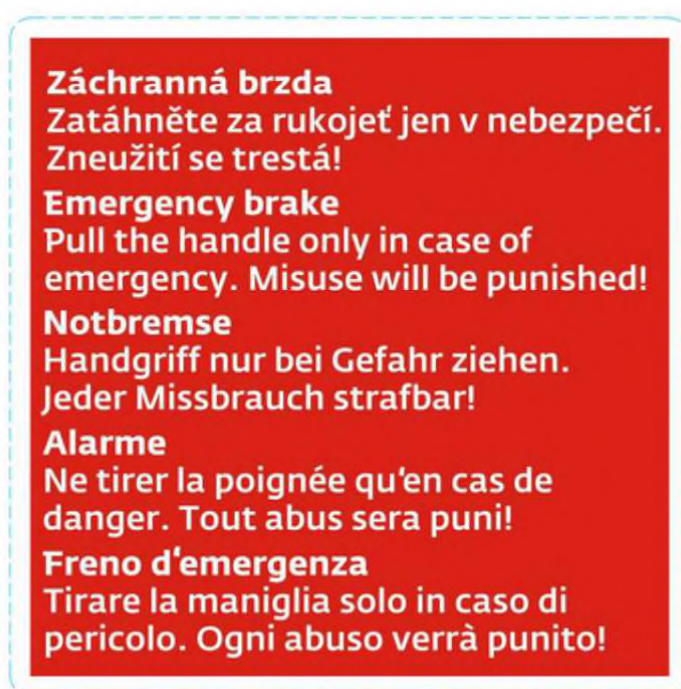 Záchranná brzda
Zatáhněte za rukojeť jen v nebezpečí.
Zneužití se trestá!
Emergency brake
Pull the handle only in case of
emergency. Misuse will be punished!
Notbremse
Handgriff nur bei Gefahr ziehen.
Jeder Missbrauch strafbar!
Alarme
Ne tirer la poignée qu‘en cas de
danger. Tout abus sera puni!
Freno d‘emergenza
Tirare la maniglia solo in caso di
pericolo. Ogni abuso verrà punito!